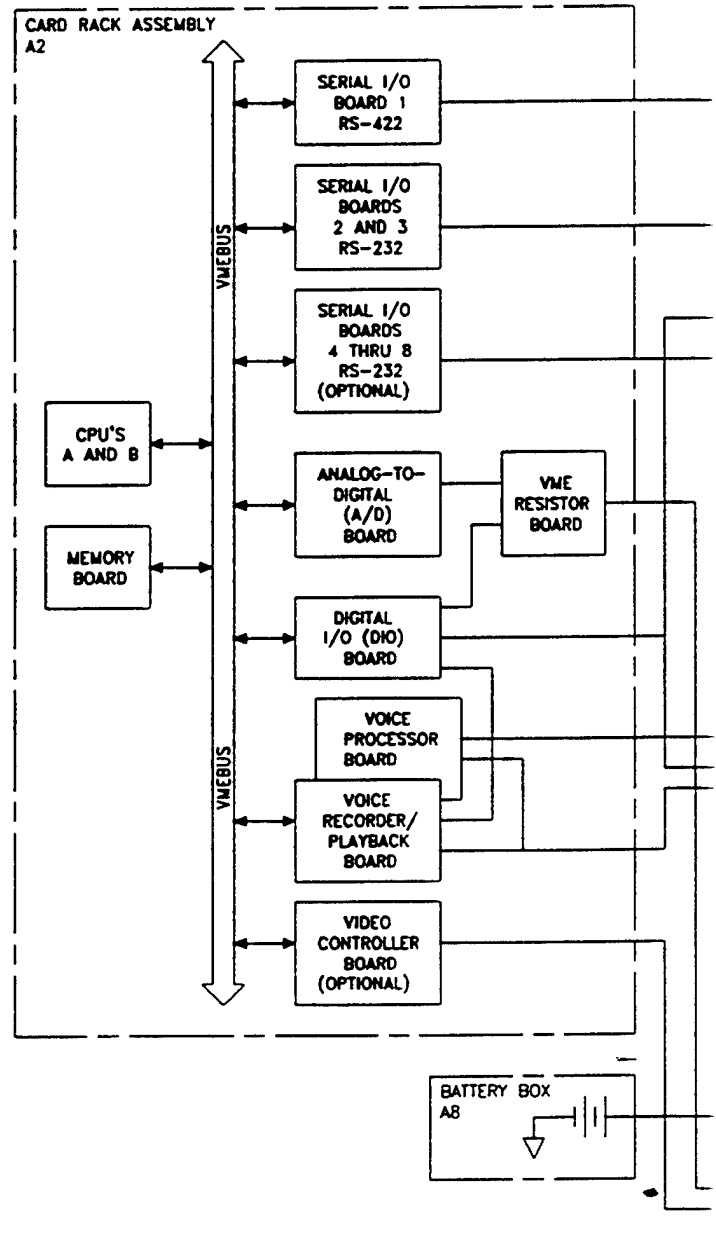 CARD RACK ASSEMBLY
A2
SERIAL I/O
BOARD 1
RS-422
SERIAL I/O
BOARDS
2 AND 3
RS-232
VMEBUS
SERIAL I/O
BOARDS
4 THRU 8
RS-232
(OPTIONAL)
CPU'S
A AND B
ANALOG-TO-
DIGITAL
(A/D)
BOARD
VME
RESISTOR
BOARD
MEMORY
BOARD
DIGITAL
I/O (DIO)
BOARD
VOICE
PROCESSOR
BOARD
VMEBUS
VOICE
RECORDER/
PLAYBACK
BOARD
VIDEO
CONTROLLER
BOARD
(OPTIONAL)
BATTERY BOX
A8